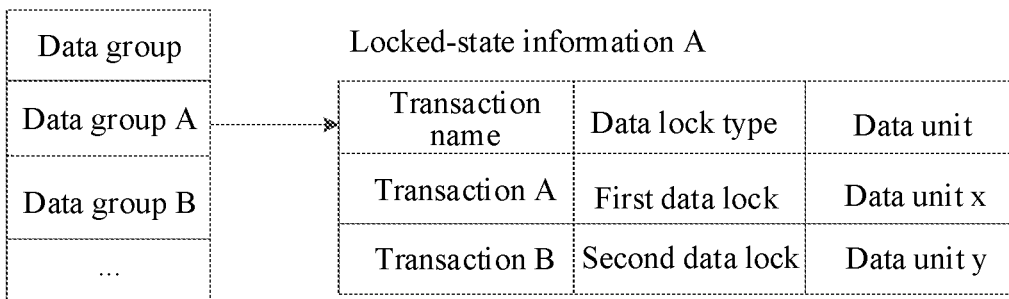 Data group
Data group A
Data group B
...
Locked-state information A
Transaction
name
Data lock type
Data unit
Transaction A
First data lock
Data unit x
Transaction B
Second data lock
Data unit y